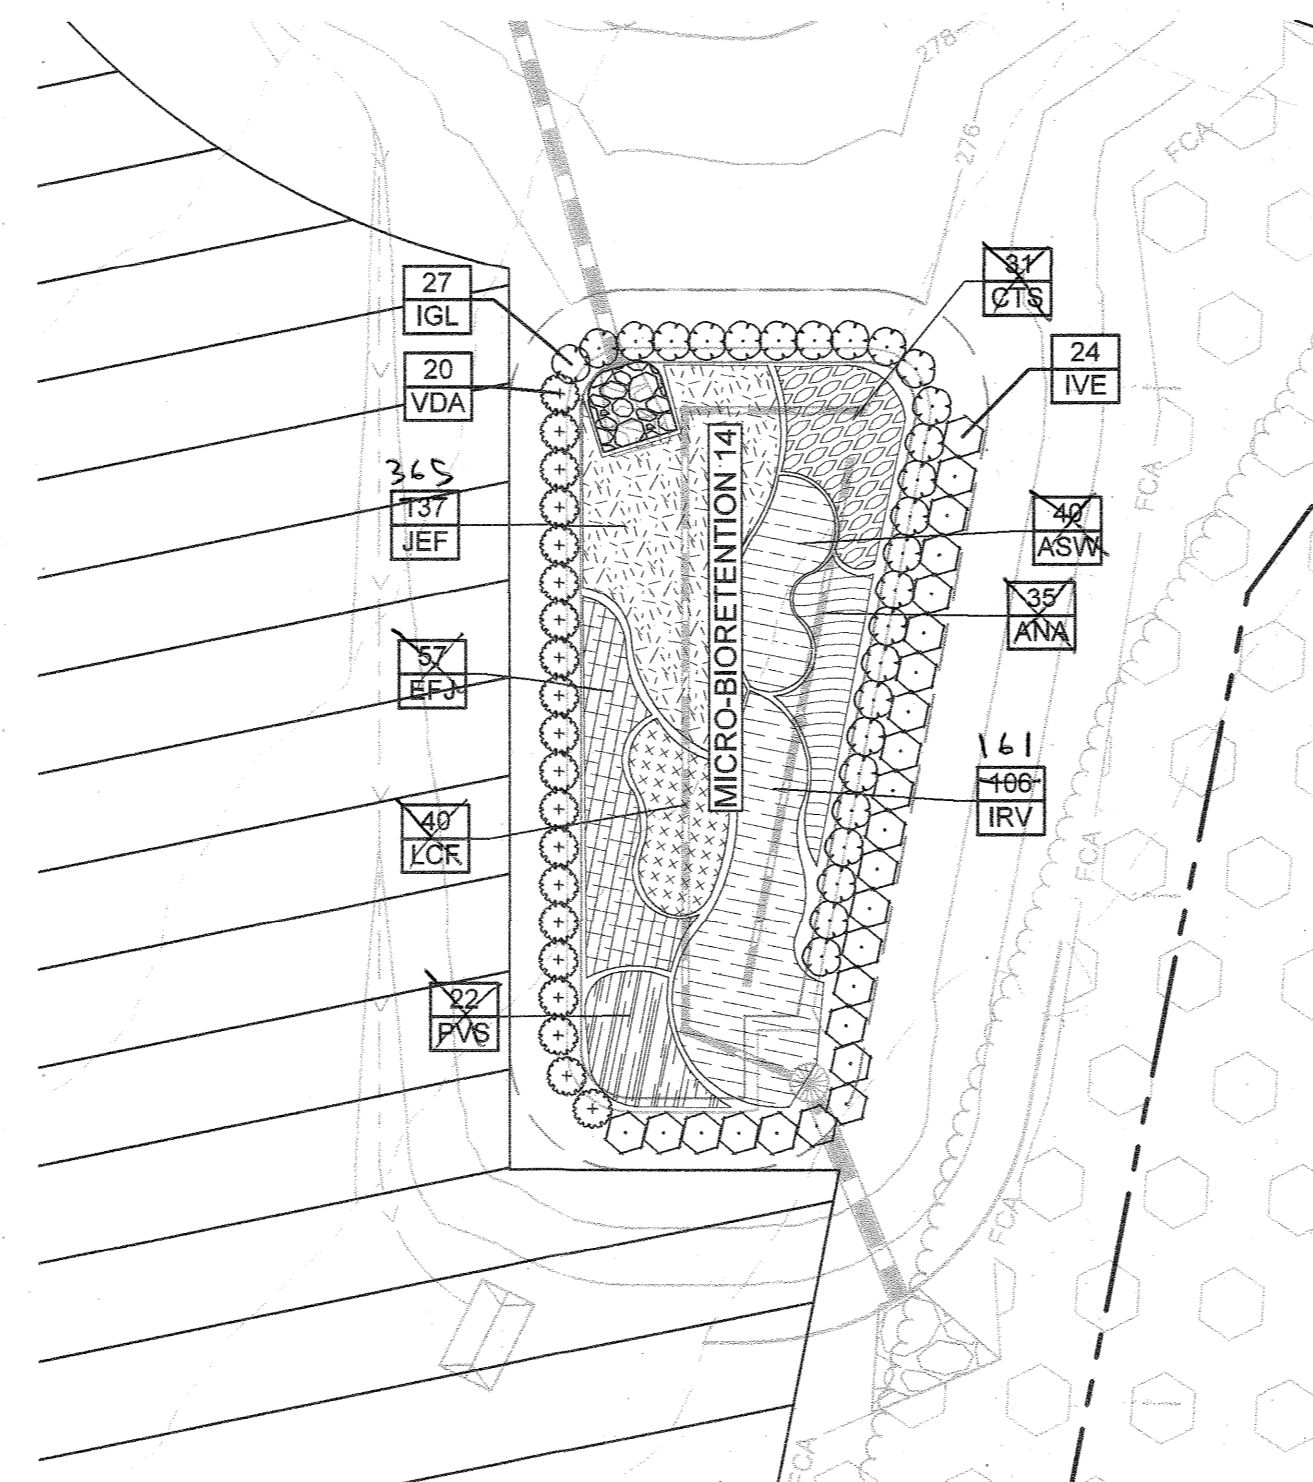 278
276
FCA
31
CTS
27
IGL
24
IVE
20
VDA
365
137
JEF
40
ASW
35
ANA
FCA
MICRO-BIORETENTION 14
57
EFJ
161
106
IRV
40
LCF
FCA
22
PVS
FCA
FCA